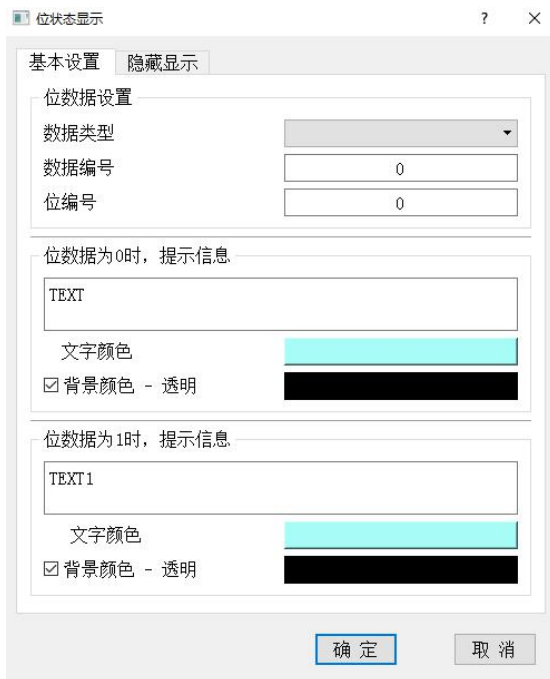 位状态显示
基本设置 隐藏显示
位数据设置
数据类型
数据编号 0
位编号 0
位数据为0时，提示信息
TEXT
文字颜色
背景颜色 - 透明
位数据为1时，提示信息
TEXT1
文字颜色
背景颜色 - 透明
确 定 取 消